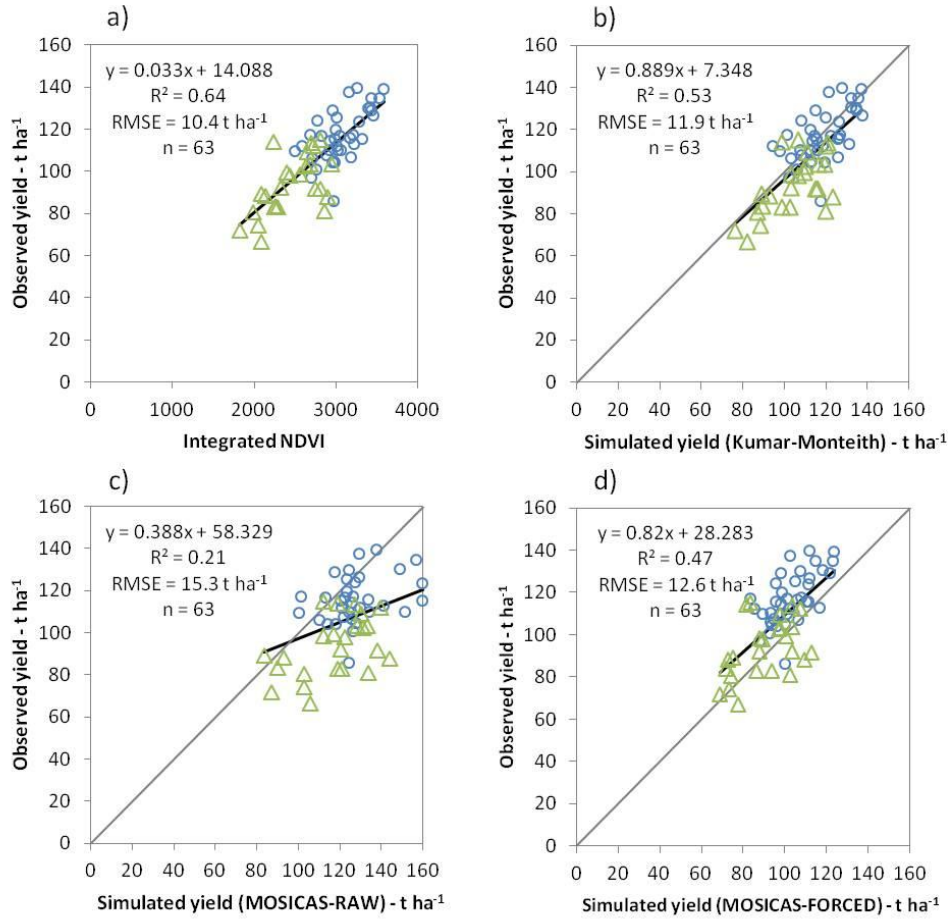 a)
y = 0.033x + 14.088
R² = 0.64
RMSE = 10.4 t ha⁻¹
n = 63
160
140
120
100
80
60
40
20
0
0 1000 2000 3000 4000
Observed yield - t ha⁻¹
Integrated NDVI
b)
y = 0.889x + 7.348
R² = 0.53
RMSE = 11.9 t ha⁻¹
n = 63
160
140
120
100
80
60
40
20
0
0 20 40 60 80 100 120 140 160
Observed yield - t ha⁻¹
Simulated yield (Kumar-Monteith) - t ha⁻¹
c)
y = 0.388x + 58.329
R² = 0.21
RMSE = 15.3 t ha⁻¹
n = 63
160
140
120
100
80
60
40
20
0
0 20 40 60 80 100 120 140 160
Observed yield - t ha⁻¹
Simulated yield (MOSICAS-RAW) - t ha⁻¹
d)
y = 0.82x + 28.283
R² = 0.47
RMSE = 12.6 t ha⁻¹
n = 63
160
140
120
100
80
60
40
20
0
0 20 40 60 80 100 120 140 160
Observed yield - t ha⁻¹
Simulated yield (MOSICAS-FORCED) - t ha⁻¹